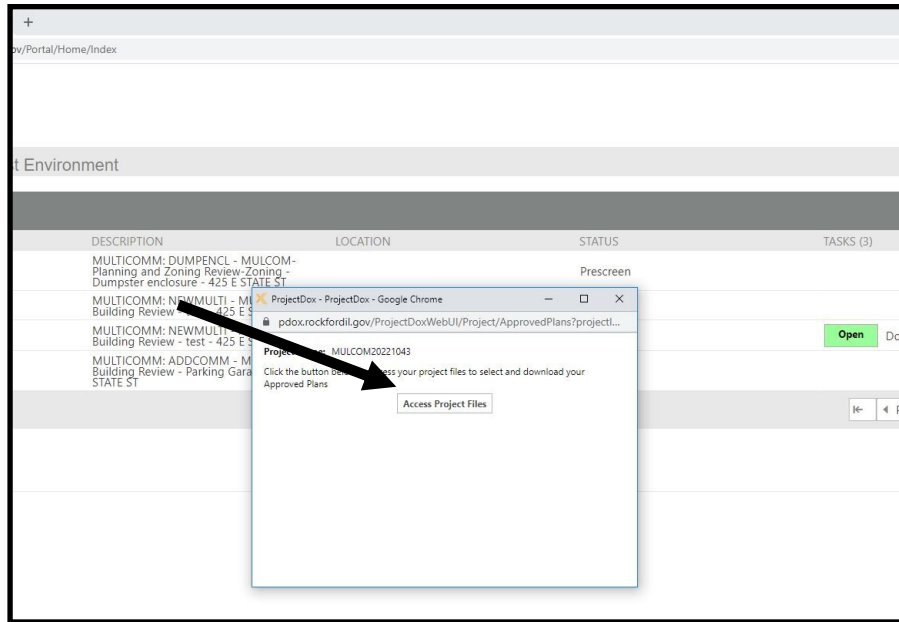 +
ov/Portal/Home/Index
t Environment
DESCRIPTION LOCATION STATUS TASKS (3)
MULTICOMM: DUMPENCL - MULCOM-
Planning and Zoning Review-Zoning -
Dumpster enclosure - 425 E STATE ST
Prescreen
MULTICOMM: NEWMULTI - M
Building Review - 425 E S
MULTICOMM: NEWMULTI
Building Review - test - 425 E S
Open
MULTICOMM: ADDCOMM - M
Building Review - Parking Gara
STATE ST
ProjectDox - ProjectDox - Google Chrome
pdox.rockfordil.gov/ProjectDoxWebUI/Project/ApprovedPlans?projectI...
MULCOM20221043
Click the button your project files to select and download your
Approved Plans
Access Project Files